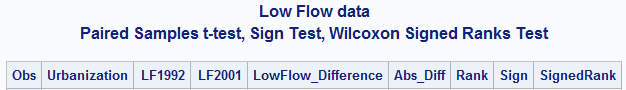 Low Flow data
Paired Samples t-test, Sign Test, Wilcoxon Signed Ranks Test
Obs Urbanization LF1992 LF2001 LowFlow_Difference Abs_Diff Rank Sign SignedRank